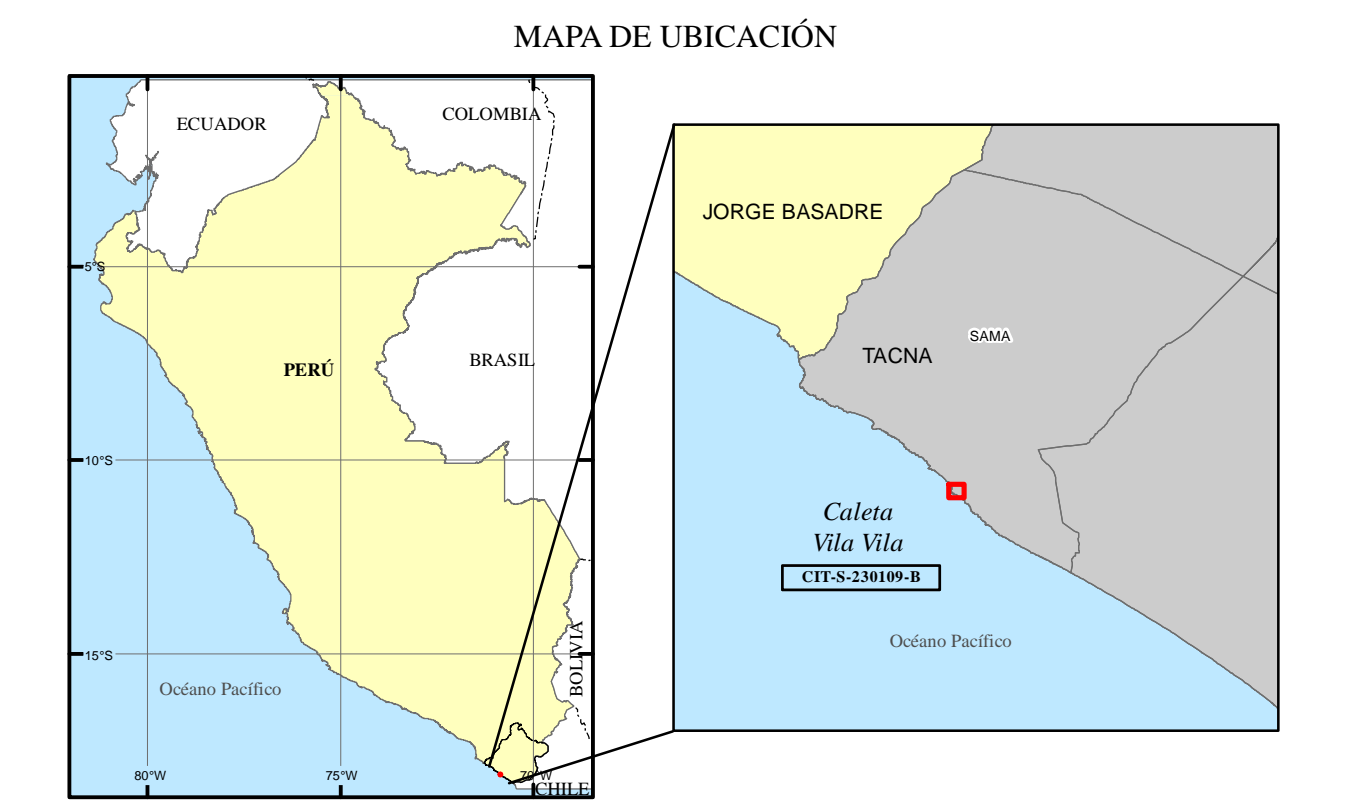 MAPA DE UBICACIÓN
ECUADOR
COLOMBIA
5°S
PERÚ
BRASIL
10°S
15°S
BOLIVIA
Océano Pacífico
80°W
75°W
70°W
CHILE
JORGE BASADRE
SAMA
TACNA
Caleta
Vila Vila
CIT-S-230109-B
Océano Pacífico